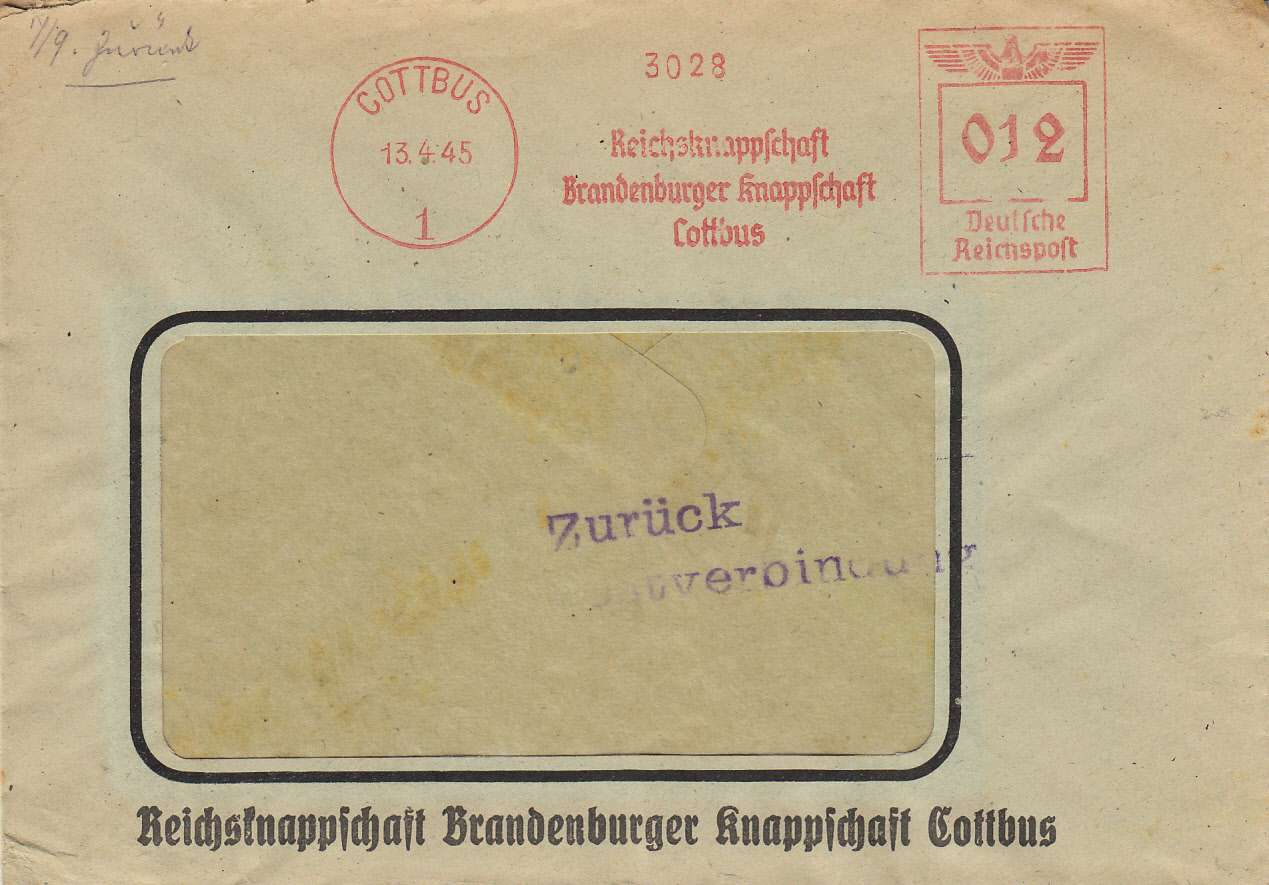 17/9. Zurück
COTTBUS
13.4.45
1
3028
Reichsknappschaft
Brandenburger Knappschaft
Cottbus
012
Deutsche
Reichspost
Zurück
Reichsknappschaft Brandenburger Knappschaft Cottbus